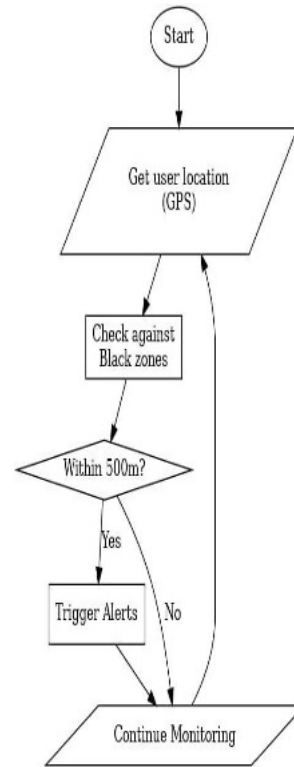 Start
Get user location
(GPS)
Check against
Black zones
Within 500m?
Yes
No
Trigger Alerts
Continue Monitoring